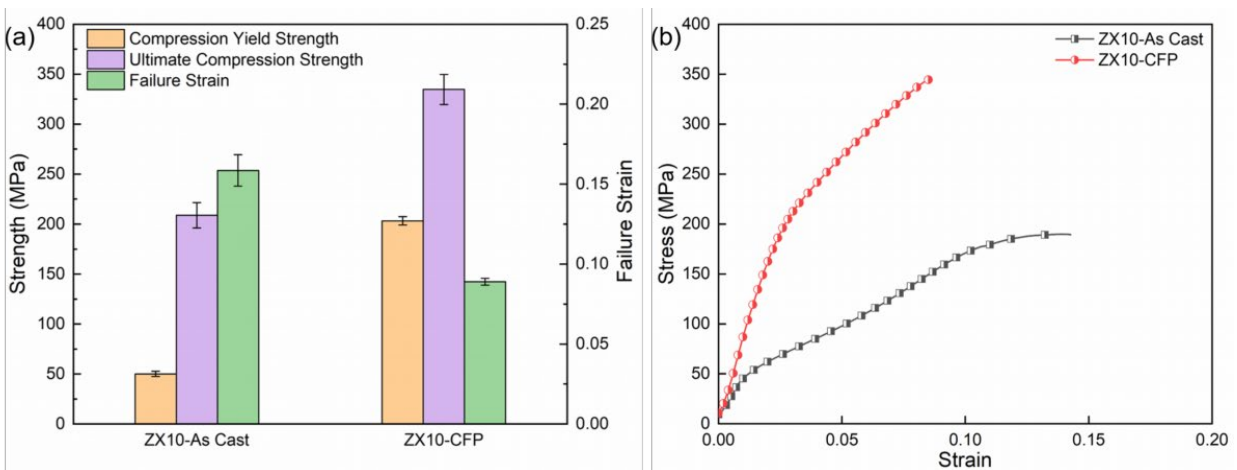 (a)
Compression Yield Strength
Ultimate Compression Strength
Failure Strain
Strength (MPa)
400
350
300
250
200
150
100
50
0
0.25
0.20
0.15
0.10
0.05
0.00
Failure Strain
ZX10-As Cast
ZX10-CFP
(b)
ZX10-As Cast
ZX10-CFP
Stress (MPa)
400
350
300
250
200
150
100
50
0
0.00
0.05
0.10
0.15
0.20
Strain